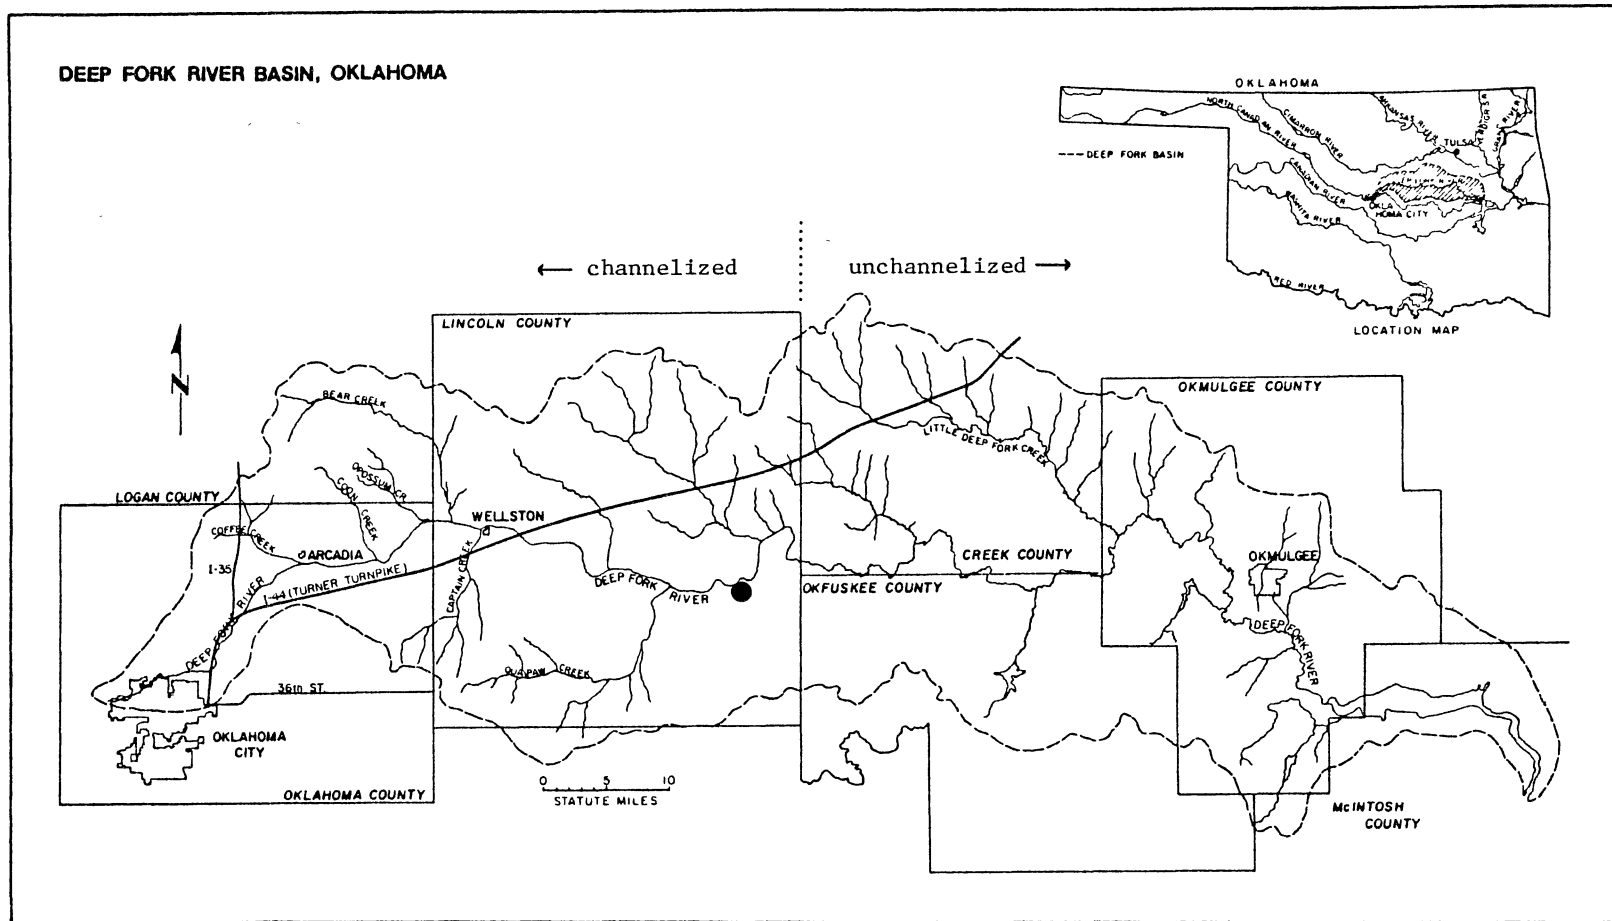 DEEP FORK RIVER BASIN, OKLAHOMA
OKLAHOMA
NORTH CANADIAN RIVER
CIMARRON RIVER
ARKANSAS RIVER
GRAND RIVER
TULSA
DEEP FORK BASIN
CANADIAN RIVER
WASHITA RIVER
OKLA
HOMA CITY
RED RIVER
LOCATION MAP
← channelized
unchannelized →
N
LINCOLN COUNTY
OKMULGEE COUNTY
BEAR CREEK
LITTLE DEEP FORK CREEK
OPOSSUM CR.
COON CREEK
LOGAN COUNTY
WELLSTON
COFFEE CREEK
ARCADIA
I-35
I-44 (TURNER TURNPIKE)
CAPTAIN CREEK
DEEP FORK RIVER
CREEK COUNTY
OKFUSKEE COUNTY
OKMULGEE
DEEP FORK RIVER
DEEP FORK RIVER
QUAPAW CREEK
36th ST.
OKLAHOMA
CITY
OKLAHOMA COUNTY
0 5 10
STATUTE MILES
McINTOSH
COUNTY